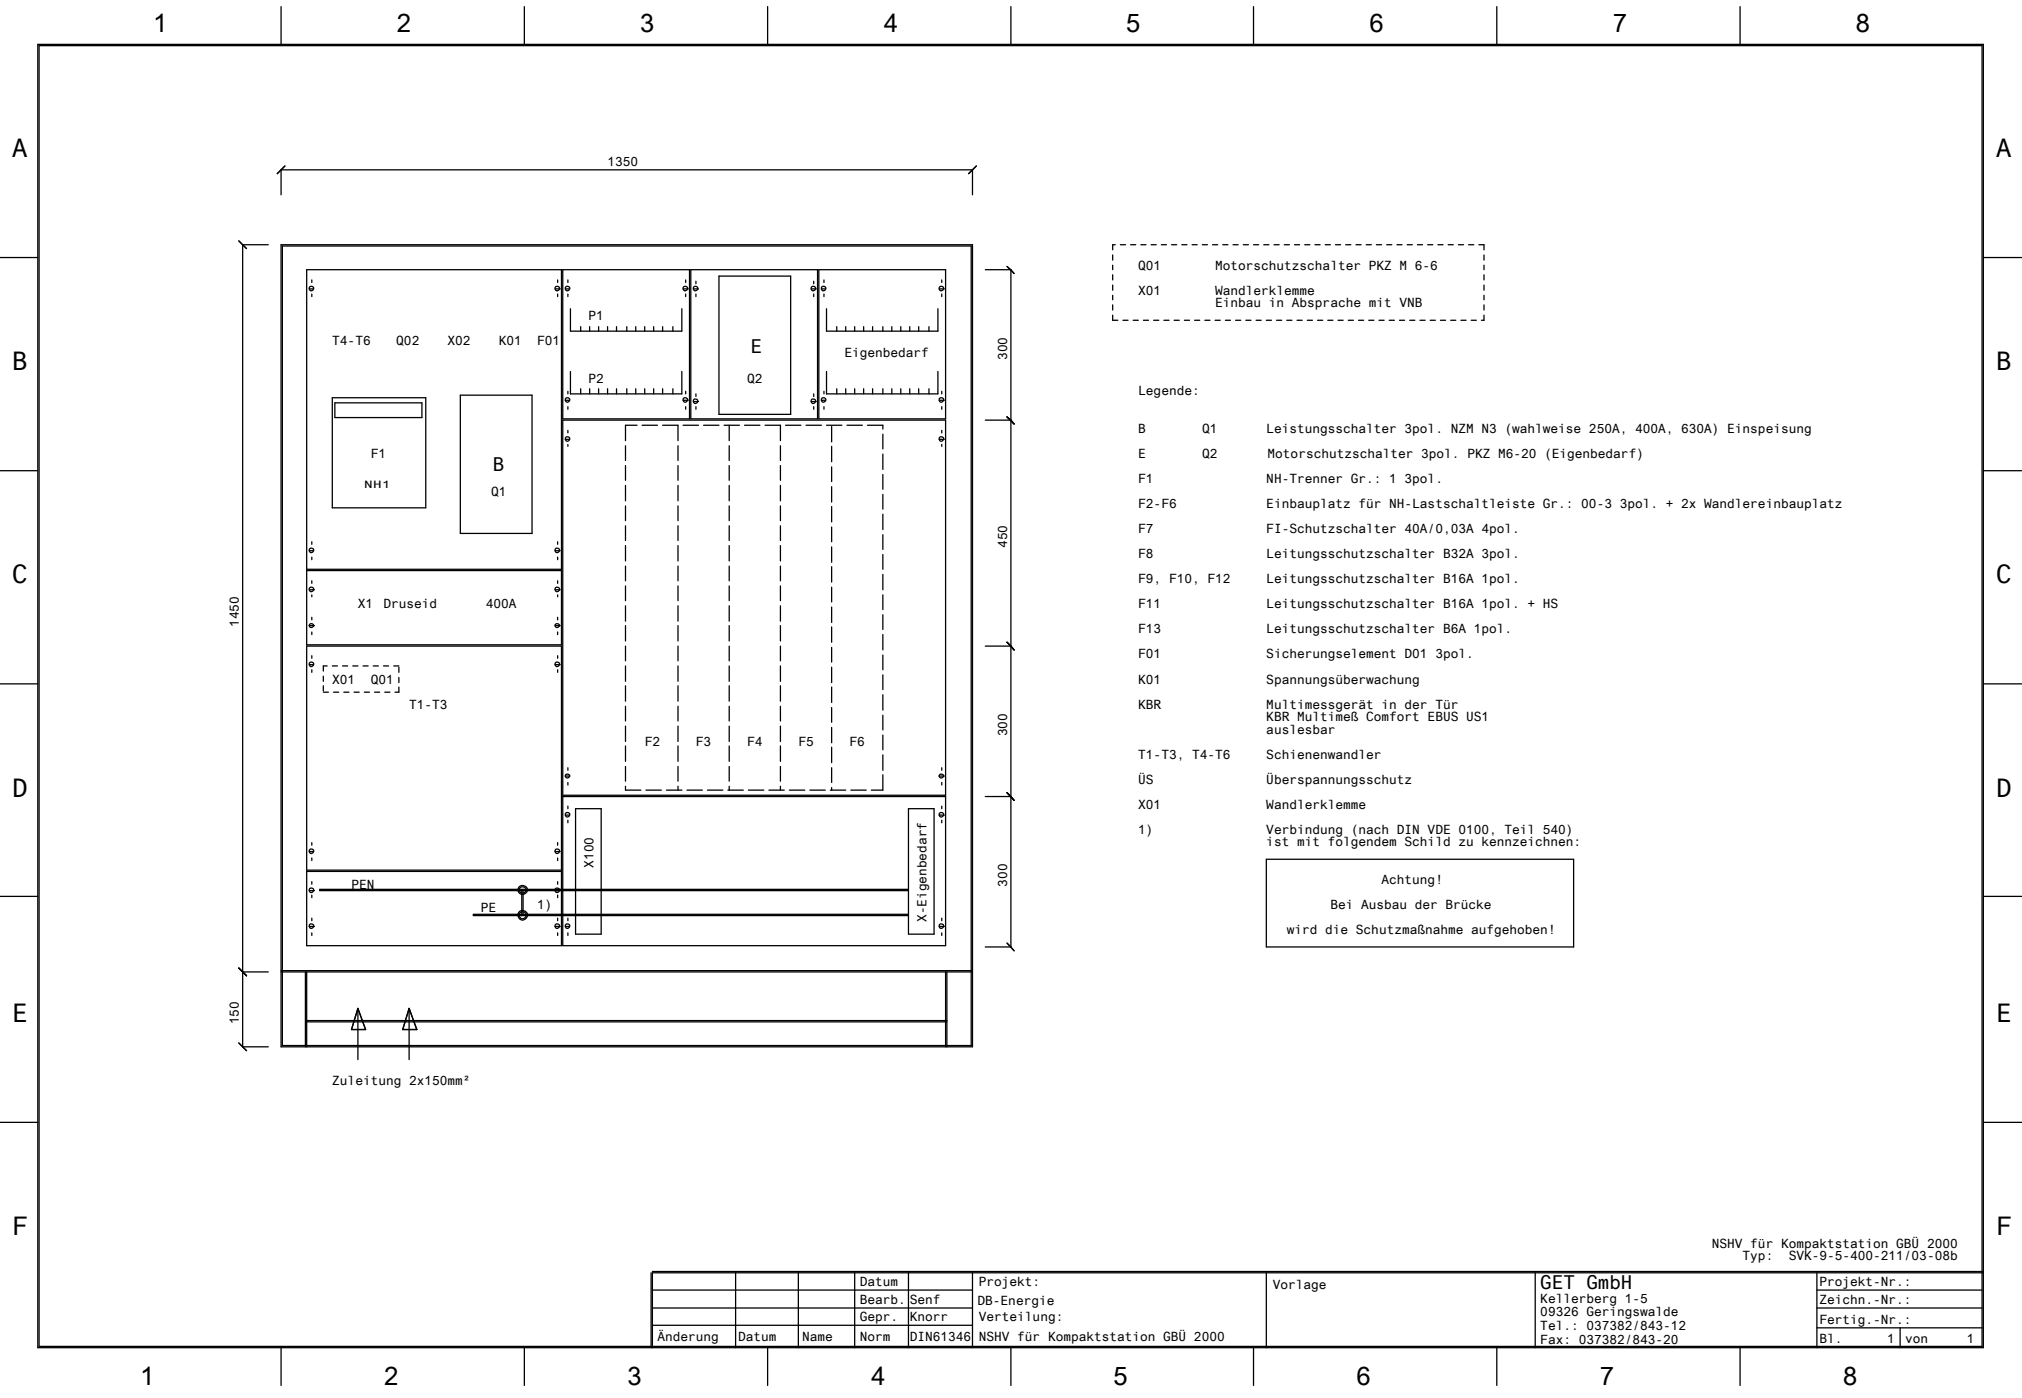 1 2 3 4 5 6 7 8
A A
1350
Q01 Motorschutzschalter PKZ M 6-6
X01 Wandlerklemme
Einbau in Absprache mit VNB
B B
P1
T4-T6 Q02 X02 K01 F01
E
Eigenbedarf
300
P2
Q2
Legende:
B Q1 Leistungsschalter 3pol. NZM N3 (wahlweise 250A, 400A, 630A) Einspeisung
E Q2 Motorschutzschalter 3pol. PKZ M6-20 (Eigenbedarf)
F1 NH-Trenner Gr.: 1 3pol.
F2-F6 Einbauplatz für NH-Lastschaltleiste Gr.: 00-3 3pol. + 2x Wandlereinbauplatz
F7 FI-Schutzschalter 40A/0,03A 4pol.
F8 Leitungsschutzschalter B32A 3pol.
F9, F10, F12 Leitungsschutzschalter B16A 1pol.
F11 Leitungsschutzschalter B16A 1pol. + HS
F13 Leitungsschutzschalter B6A 1pol.
F01 Sicherungselement D01 3pol.
K01 Spannungsüberwachung
KBR Multimessgerät in der Tür
KBR Multimeß Comfort EBUS US1
auslesbar
T1-T3, T4-T6 Schienenwandler
ÜS Überspannungsschutz
X01 Wandlerklemme
1) Verbindung (nach DIN VDE 0100, Teil 540)
ist mit folgendem Schild zu kennzeichnen:
Achtung!
Bei Ausbau der Brücke
wird die Schutzmaßnahme aufgehoben!
F1
NH1
B
Q1
450
C C
X1 Druseid 400A
1450
X01 Q01
T1-T3
300
F2 F3 F4 F5 F6
D D
X100
X-Eigenbedarf
300
PEN
PE 1)
E E
150
Zuleitung 2x150mm²
F F
NSHV für Kompaktstation GBÜ 2000
Typ: SVK-9-5-400-211/03-08b
Datum
Bearb. Senf
Gepr. Knorr
Änderung Datum Name Norm DIN61346
Projekt:
DB-Energie
Verteilung:
NSHV für Kompaktstation GBÜ 2000
Vorlage
GET GmbH
Kellerberg 1-5
09326 Geringswalde
Tel.: 037382/843-12
Fax: 037382/843-20
Projekt-Nr.:
Zeichn.-Nr.:
Fertig.-Nr.:
Bl. 1 von 1
1 2 3 4 5 6 7 8